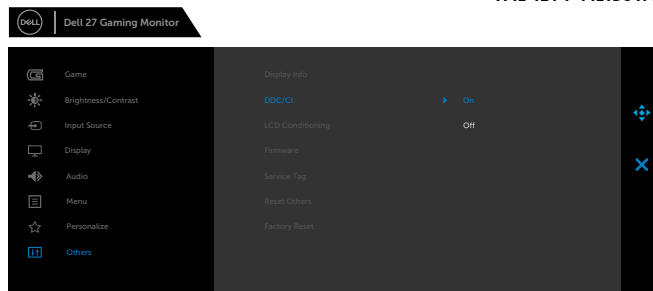 DELL
Dell 27 Gaming Monitor
Game
Display Info
Brightness/Contrast
DDC/CI
On
Input Source
LCD Conditioning
Off
Display
Firmware
Audio
Service Tag
Menu
Reset Others
Personalize
Factory Reset
Others